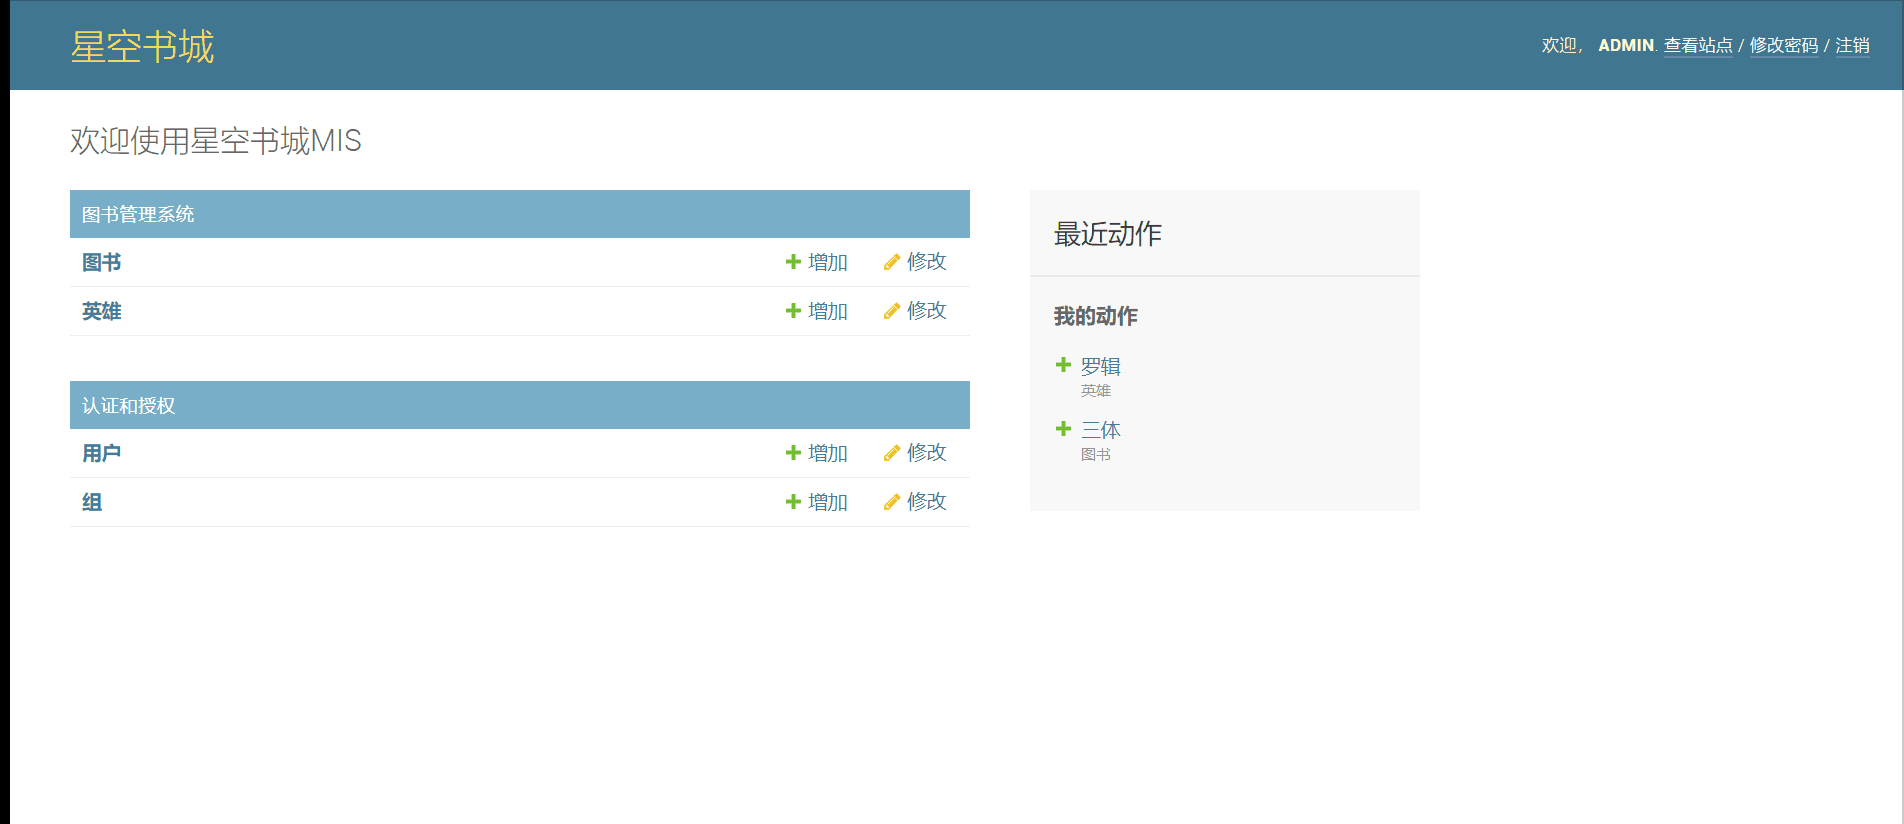 星空书城
欢迎， ADMIN. 查看站点 / 修改密码 / 注销
欢迎使用星空书城MIS
图书管理系统
图书 增加 修改
英雄 增加 修改
认证和授权
用户 增加 修改
组 增加 修改
最近动作
我的动作
罗辑
英雄
三体
图书